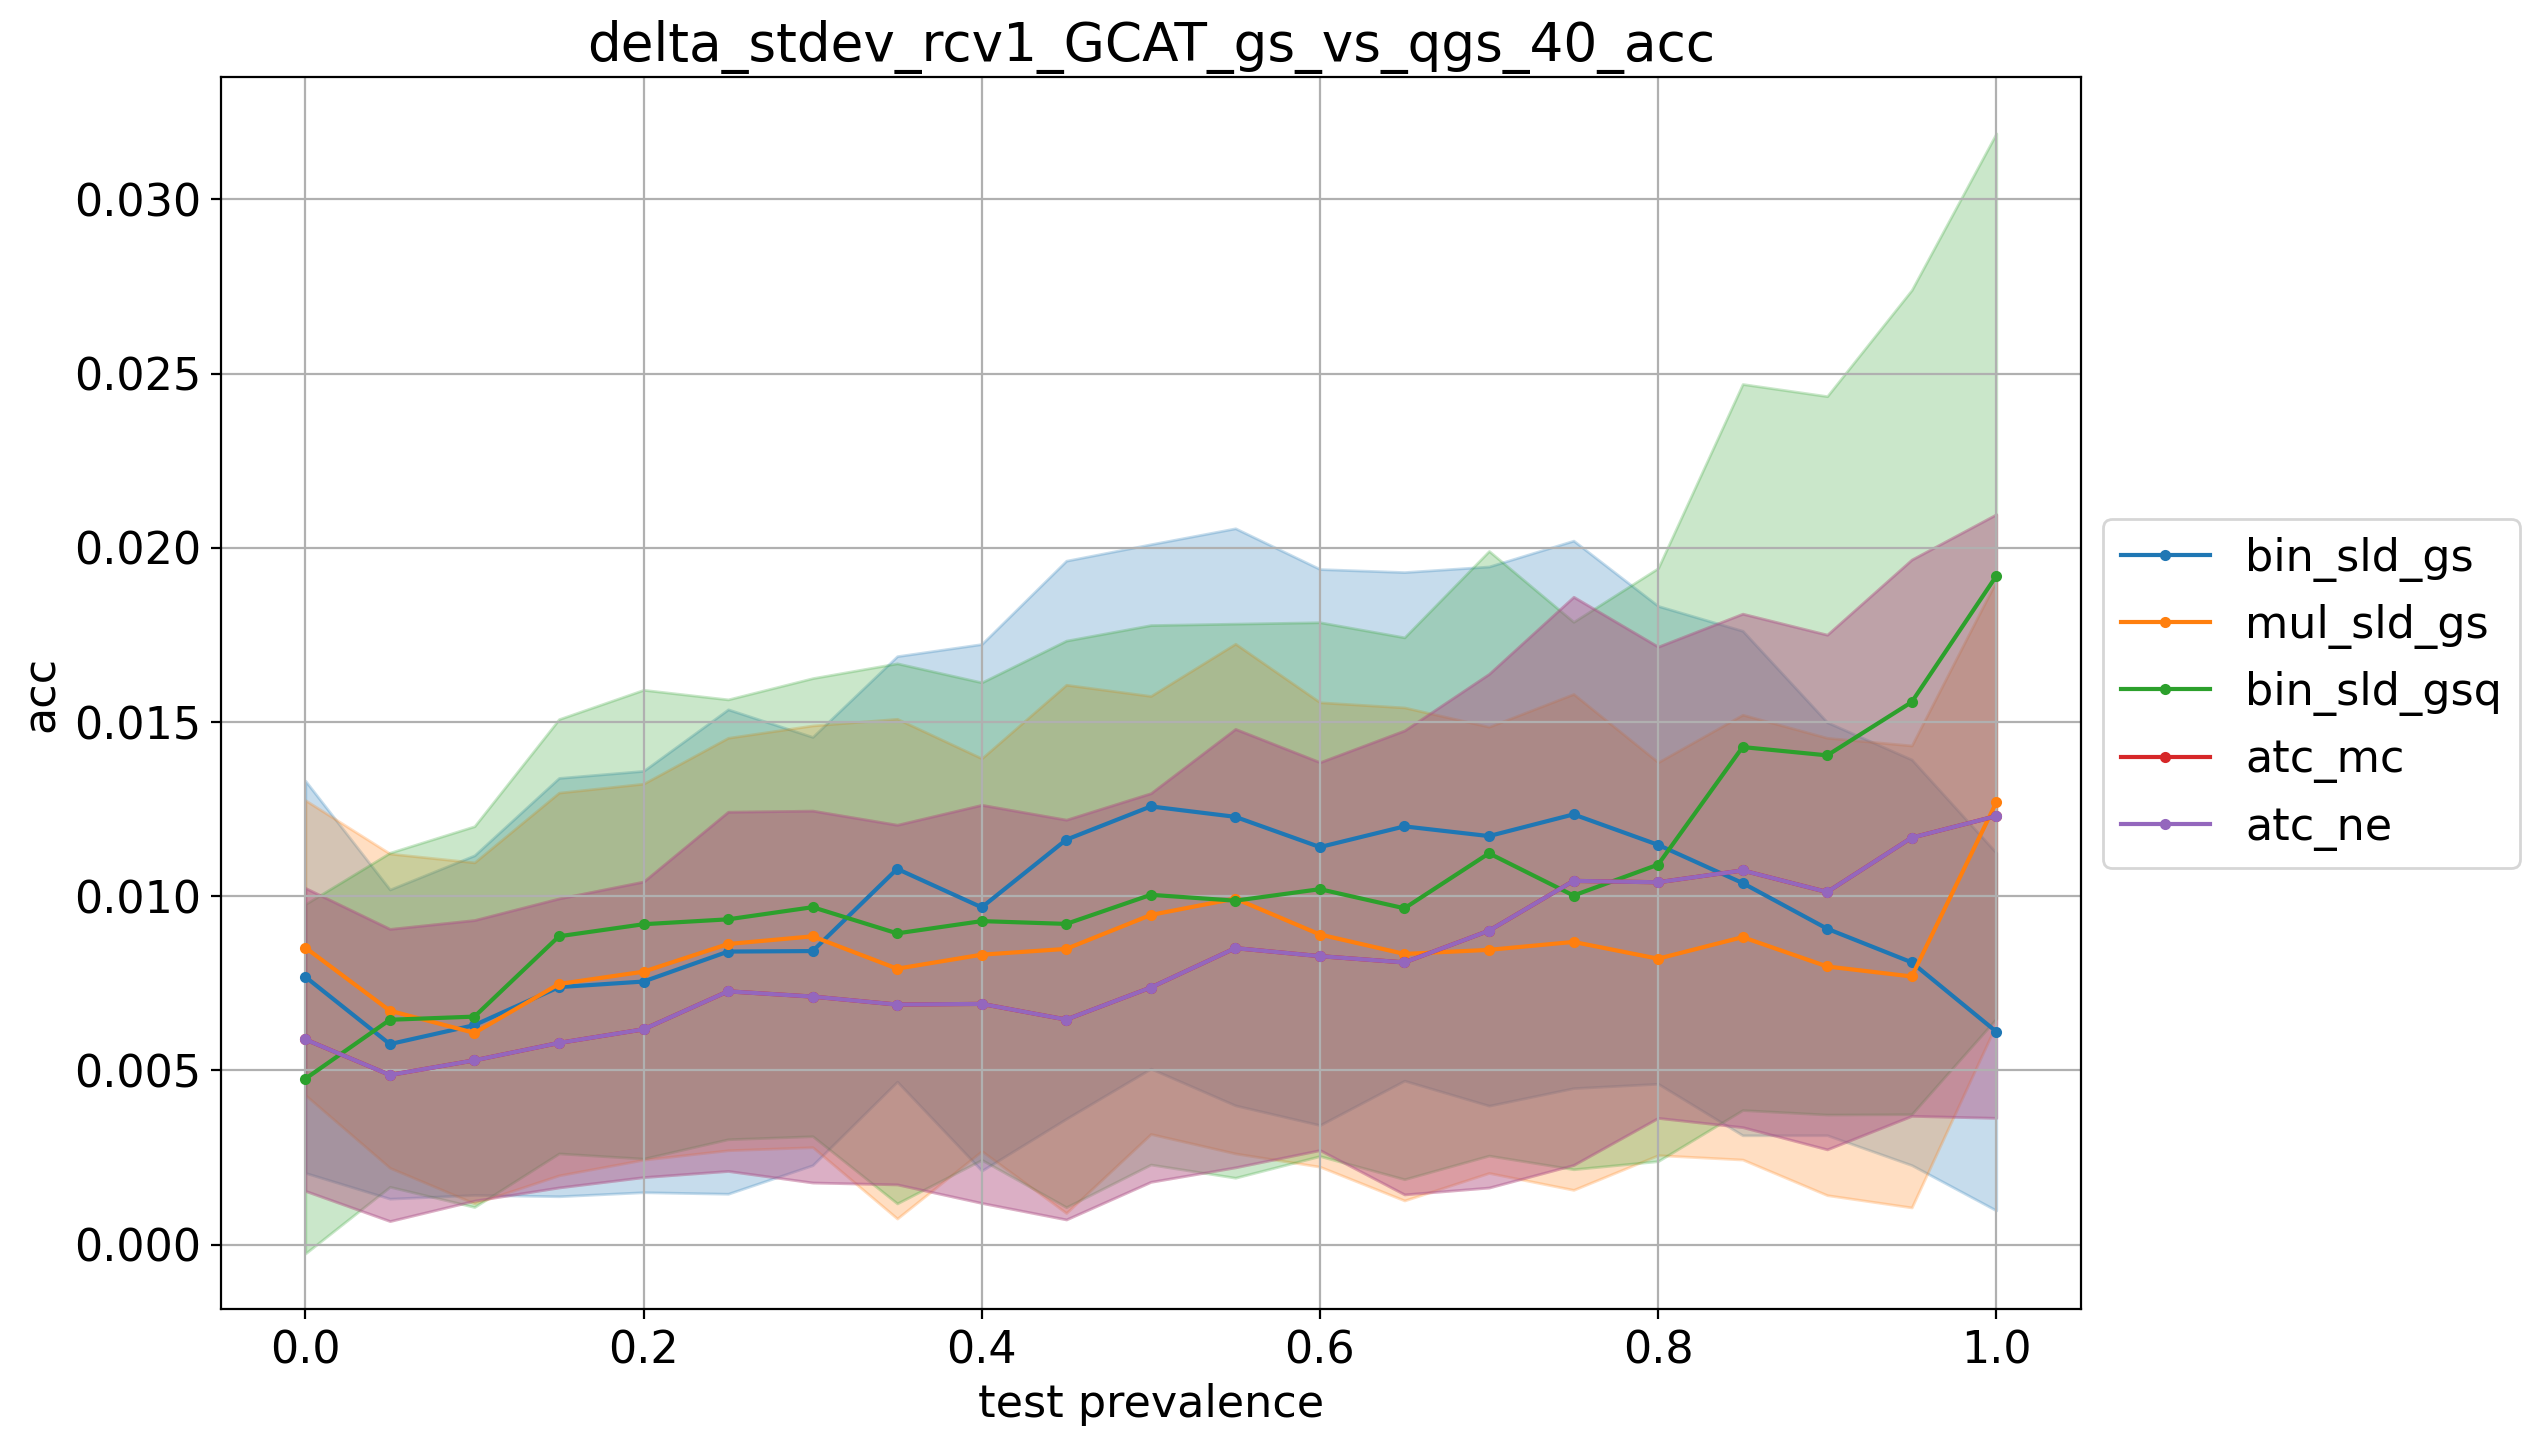 delta_stdev_rcv1_GCAT_gs_vs_qgs_40_acc
0.030
0.025
0.020
0.015
0.010
0.005
0.000
acc
0.0 0.2 0.4 0.6 0.8 1.0
test prevalence
bin_sld_gs
mul_sld_gs
bin_sld_gsq
atc_mc
atc_ne